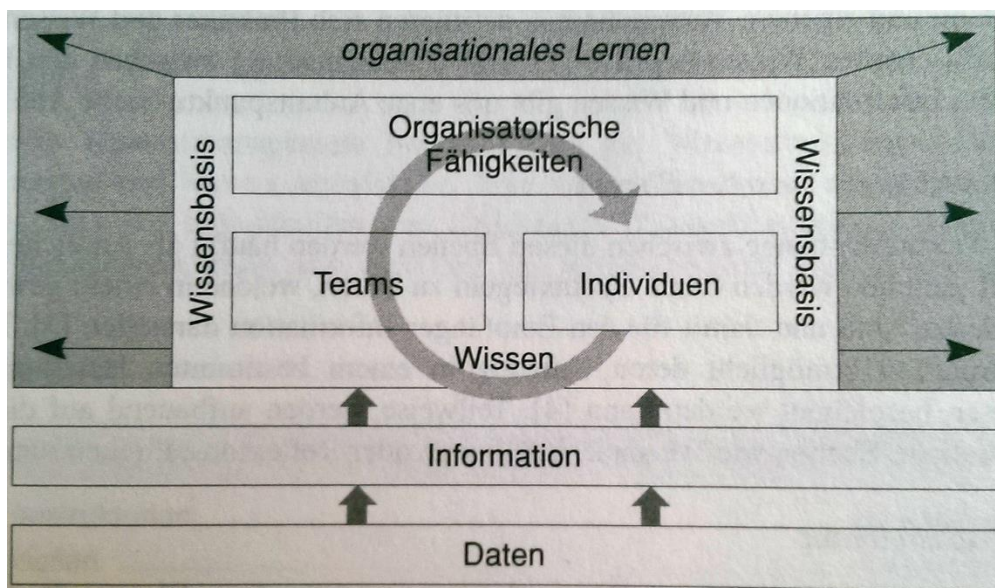 organisationales Lernen
Organisatorische
Fähigkeiten
Wissensbasis
Wissensbasis
Teams
Individuen
Wissen
Information
Daten